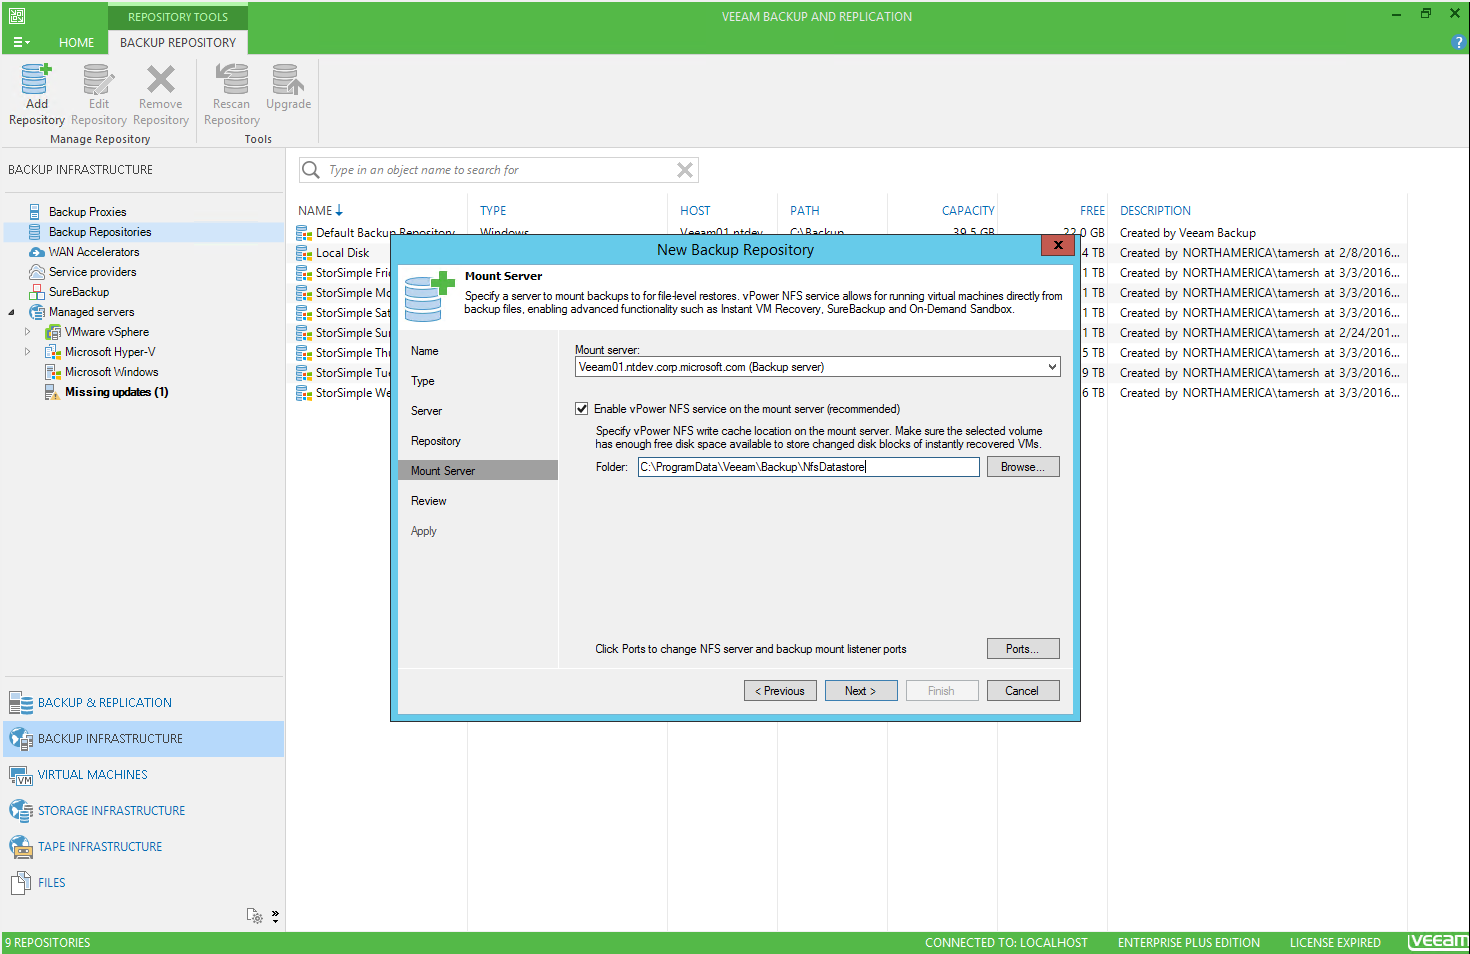 REPOSITORY TOOLS
VEEAM BACKUP AND REPLICATION
HOME
BACKUP REPOSITORY
?
Add Repository
Edit Repository
Remove Repository
Rescan Repository
Upgrade
Manage Repository
Tools
BACKUP INFRASTRUCTURE
Type in an object name to search for
Backup Proxies
Backup Repositories
WAN Accelerators
Service providers
SureBackup
Managed servers
VMware vSphere
Microsoft Hyper-V
Microsoft Windows
Missing updates (1)
NAME TYPE HOST PATH CAPACITY FREE DESCRIPTION
Default Backup Repository Windows Veeam01.ntdev C:\Backup 39.5 GB 22.0 GB Created by Veeam Backup
Local Disk 4 TB Created by NORTHAMERICA\tamersh at 2/8/2016...
StorSimple Fri 1 TB Created by NORTHAMERICA\tamersh at 3/3/2016...
StorSimple Mo 1 TB Created by NORTHAMERICA\tamersh at 3/3/2016...
StorSimple Sat 1 TB Created by NORTHAMERICA\tamersh at 3/3/2016...
StorSimple Sun 1 TB Created by NORTHAMERICA\tamersh at 2/24/201...
StorSimple Thu 5 TB Created by NORTHAMERICA\tamersh at 3/3/2016...
StorSimple Tue 9 TB Created by NORTHAMERICA\tamersh at 3/3/2016...
StorSimple We 6 TB Created by NORTHAMERICA\tamersh at 3/3/2016...
New Backup Repository
x
Mount Server
Specify a server to mount backups to for file-level restores. vPower NFS service allows for running virtual machines directly from
backup files, enabling advanced functionality such as Instant VM Recovery, SureBackup and On-Demand Sandbox.
Name
Type
Server
Repository
Mount Server
Review
Apply
Mount server:
Veeam01.ntdev.corp.microsoft.com (Backup server)
Enable vPower NFS service on the mount server (recommended)
Specify vPower NFS write cache location on the mount server. Make sure the selected volume
has enough free disk space available to store changed disk blocks of instantly recovered VMs.
Folder: C:\ProgramData\Veeam\Backup\NfsDatastore Browse...
Click Ports to change NFS server and backup mount listener ports Ports...
< Previous Next > Finish Cancel
BACKUP & REPLICATION
BACKUP INFRASTRUCTURE
VM
VIRTUAL MACHINES
STORAGE INFRASTRUCTURE
TAPE INFRASTRUCTURE
FILES
9 REPOSITORIES
CONNECTED TO: LOCALHOST
ENTERPRISE PLUS EDITION
LICENSE EXPIRED
veeam